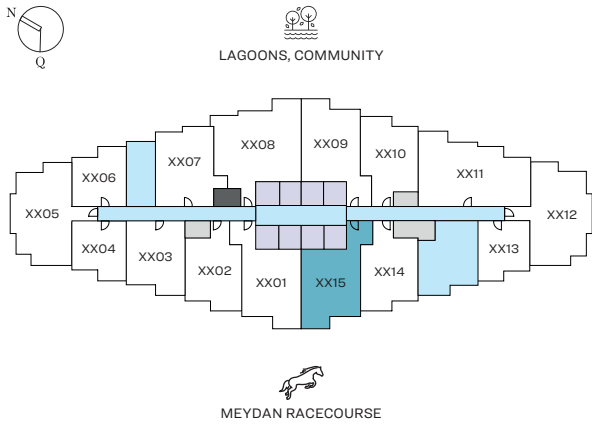 N
Q
LAGOONS, COMMUNITY
XX08
XX09
XX07
XX10
XX06
XX11
XX05
XX12
XX04
XX03
XX02
XX01
XX15
XX14
XX13
MEYDAN RACECOURSE